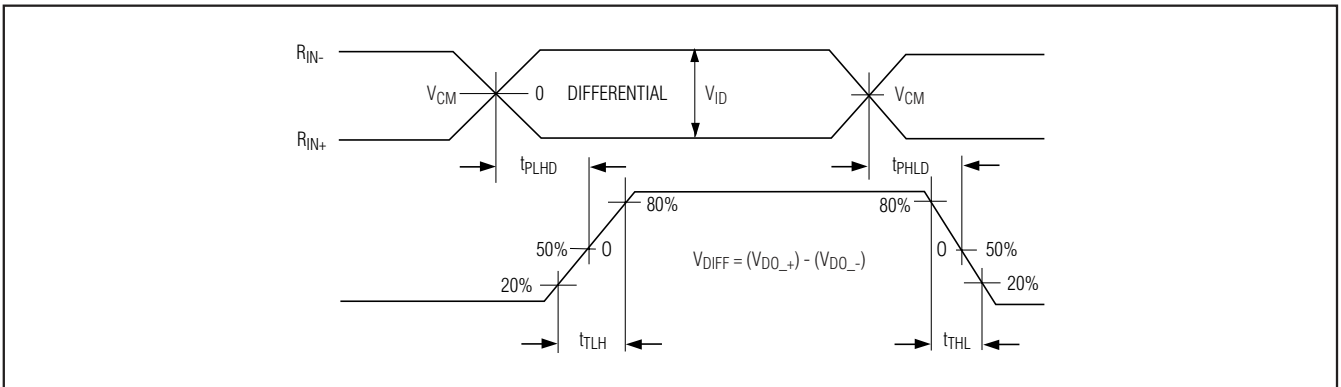 RIN-
VCM 0 DIFFERENTIAL VID VCM
RIN+
tPLHD tPHLD
80% 80%
50% 0 VDIFF = (VDO_+) - (VDO_-) 0 50%
20% 20%
tTLH tTHL